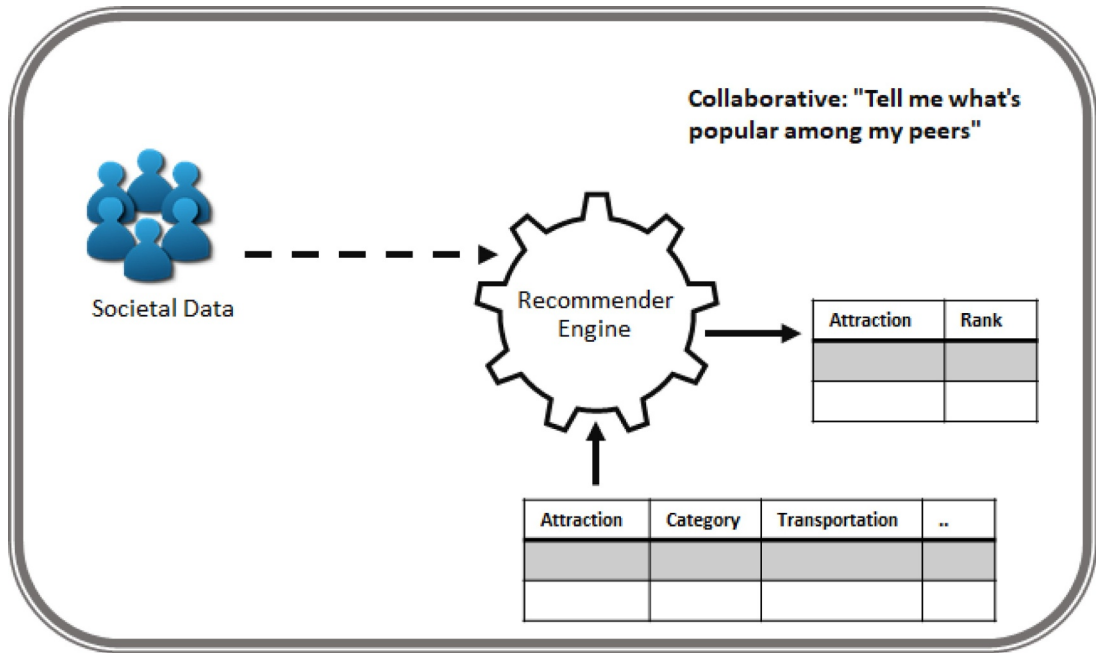 Collaborative: "Tell me what's
popular among my peers"
Societal Data
Recommender
Engine
Attraction Rank
Attraction Category Transportation ..